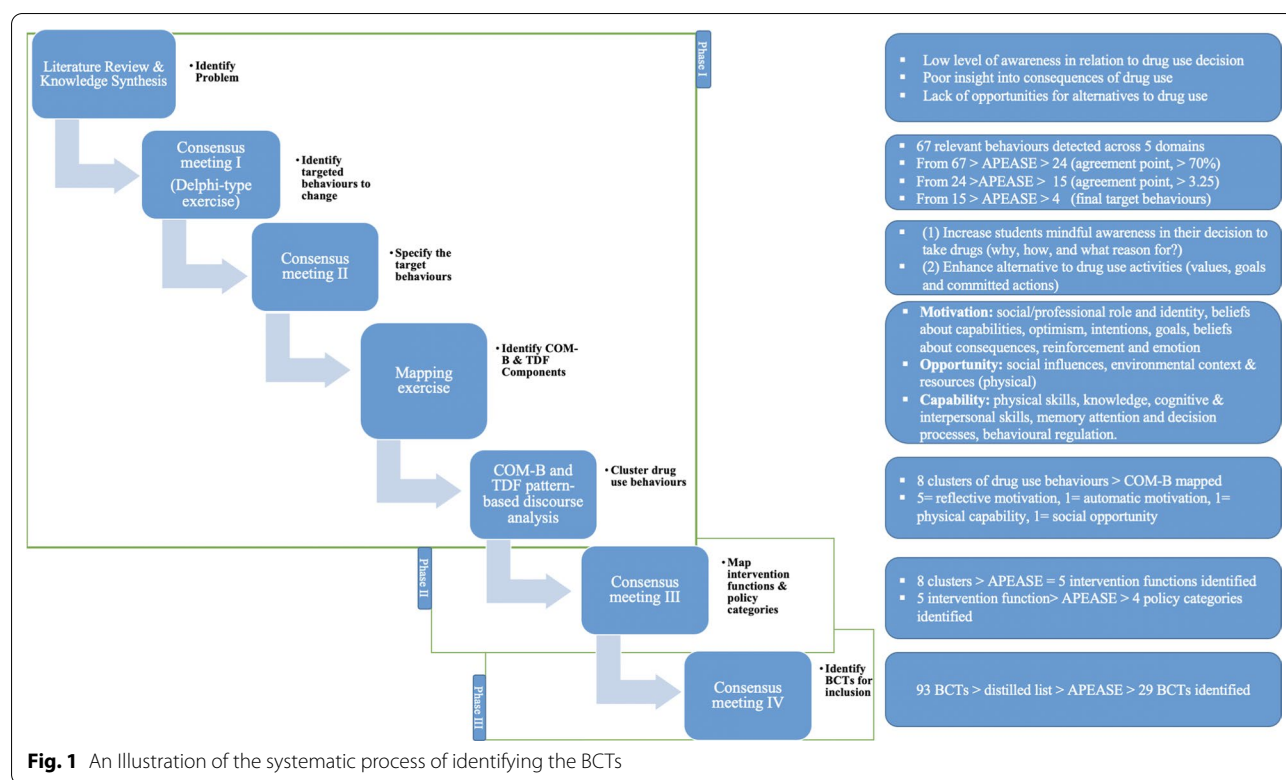 Literature Review &
Knowledge Synthesis
• Identify
Problem
Phase I
▪ Low level of awareness in relation to drug use decision
▪ Poor insight into consequences of drug use
▪ Lack of opportunities for alternatives to drug use
Consensus
meeting I
(Delphi-type
exercise)
• Identify
targeted
behaviours to
change
▪ 67 relevant behaviours detected across 5 domains
▪ From 67 > APEASE > 24 (agreement point, > 70%)
▪ From 24 >APEASE > 15 (agreement point, > 3.25)
▪ From 15 > APEASE > 4 (final target behaviours)
Consensus
meeting II
• Specify the
target
behaviours
▪ (1) Increase students mindful awareness in their decision to
take drugs (why, how, and what reason for?)
▪ (2) Enhance alternative to drug use activities (values, goals
and committed actions)
Mapping
exercise
• Identify COM-
B & TDF
Components
▪ Motivation: social/professional role and identity, beliefs
about capabilities, optimism, intentions, goals, beliefs
about consequences, reinforcement and emotion
▪ Opportunity: social influences, environmental context &
resources (physical)
▪ Capability: physical skills, knowledge, cognitive &
interpersonal skills, memory attention and decision
processes, behavioural regulation.
COM-B and
TDF pattern-
based discourse
analysis
• Cluster drug
use behaviours
▪ 8 clusters of drug use behaviours > COM-B mapped
▪ 5= reflective motivation, 1= automatic motivation, 1=
physical capability, 1= social opportunity
Phase II
Consensus
meeting III
• Map
intervention
functions &
policy
categories
▪ 8 clusters > APEASE = 5 intervention functions identified
▪ 5 intervention function> APEASE > 4 policy categories
identified
Phase III
Consensus
meeting IV
• Identify
BCTs for
inclusion
93 BCTs > distilled list > APEASE > 29 BCTs identified
Fig. 1 An Illustration of the systematic process of identifying the BCTs